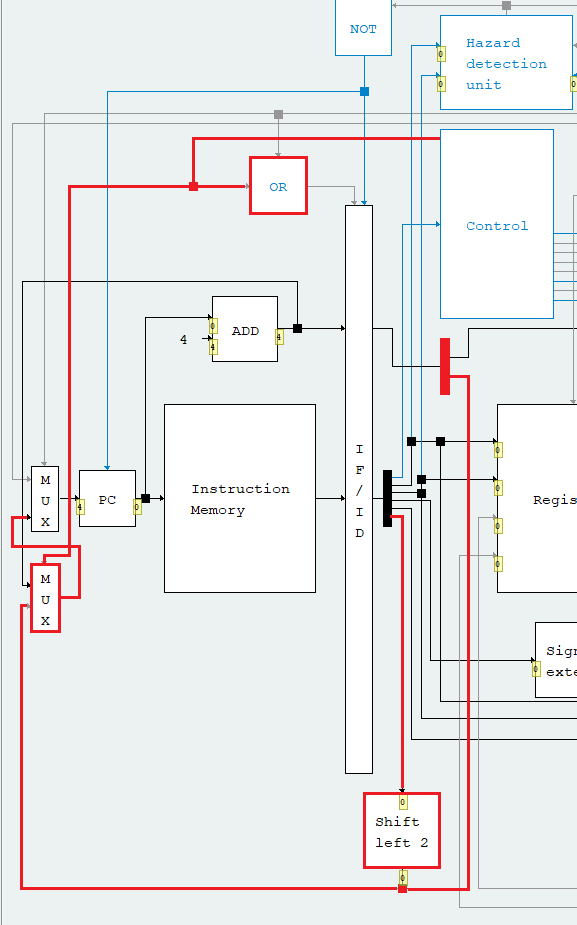 NOT
Hazard
detection
unit
0
0
0
OR
Control
4
ADD
0
4
4
M
U
X
PC
4
0
Instruction
Memory
I
F
/
I
D
Regis
0
0
0
0
M
U
X
Sign
exte
0
0
Shift
left 2
0